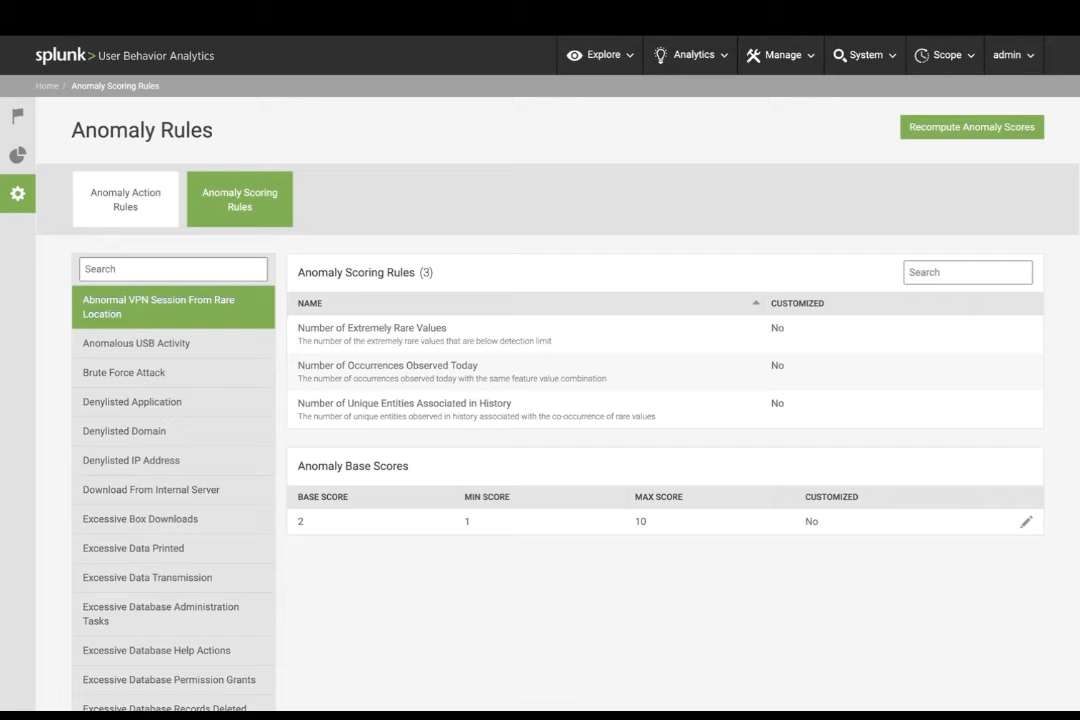 splunk> User Behavior Analytics
Explore
Analytics
Manage
System
Scope
admin
Home / Anomaly Scoring Rules
Anomaly Rules
Recompute Anomaly Scores
Anomaly Action
Rules
Anomaly Scoring
Rules
Search
Abnormal VPN Session From Rare
Location
Anomalous USB Activity
Brute Force Attack
Denylisted Application
Denylisted Domain
Denylisted IP Address
Download From Internal Server
Excessive Box Downloads
Excessive Data Printed
Excessive Data Transmission
Excessive Database Administration
Tasks
Excessive Database Help Actions
Excessive Database Permission Grants
Excessive Database Records Deleted
Anomaly Scoring Rules (3)
Search
NAME CUSTOMIZED
Number of Extremely Rare Values No
The number of the extremely rare values that are below detection limit
Number of Occurrences Observed Today No
The number of occurrences observed today with the same feature value combination
Number of Unique Entities Associated in History No
The number of unique entities observed in history associated with the co-occurrence of rare values
Anomaly Base Scores
BASE SCORE MIN SCORE MAX SCORE CUSTOMIZED
2 1 10 No